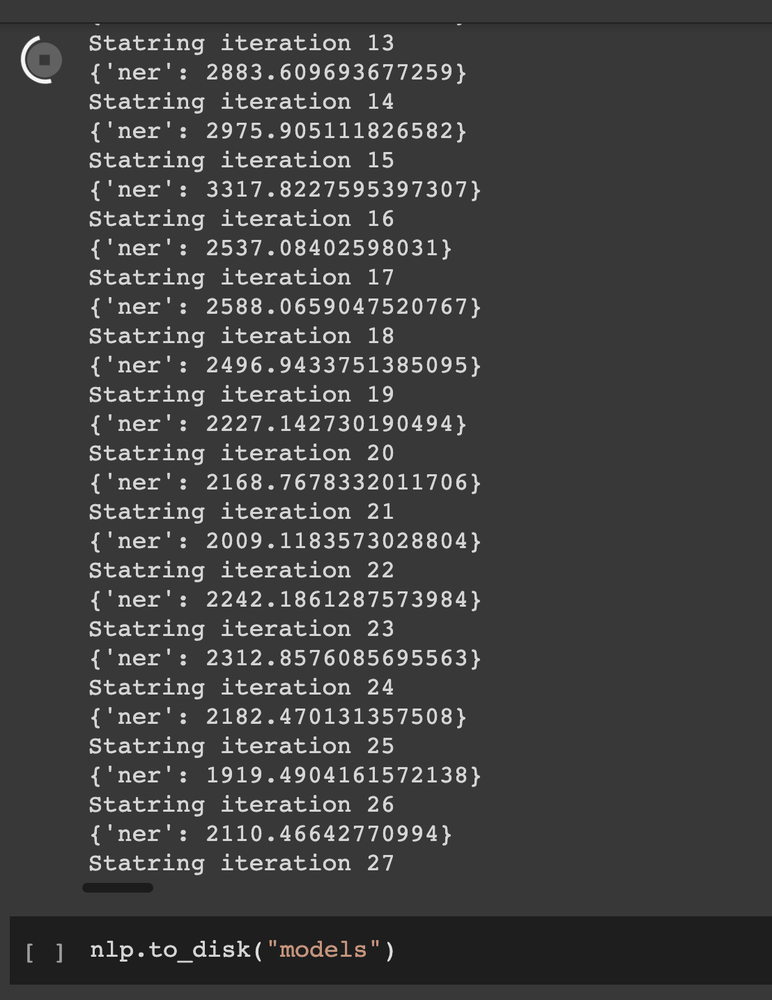 Statring iteration 13
{'ner': 2883.609693677259}
Statring iteration 14
{'ner': 2975.905111826582}
Statring iteration 15
{'ner': 3317.8227595397307}
Statring iteration 16
{'ner': 2537.08402598031}
Statring iteration 17
{'ner': 2588.0659047520767}
Statring iteration 18
{'ner': 2496.9433751385095}
Statring iteration 19
{'ner': 2227.142730190494}
Statring iteration 20
{'ner': 2168.7678332011706}
Statring iteration 21
{'ner': 2009.1183573028804}
Statring iteration 22
{'ner': 2242.1861287573984}
Statring iteration 23
{'ner': 2312.8576085695563}
Statring iteration 24
{'ner': 2182.470131357508}
Statring iteration 25
{'ner': 1919.4904161572138}
Statring iteration 26
{'ner': 2110.46642770994}
Statring iteration 27
[ ] nlp.to_disk("models")